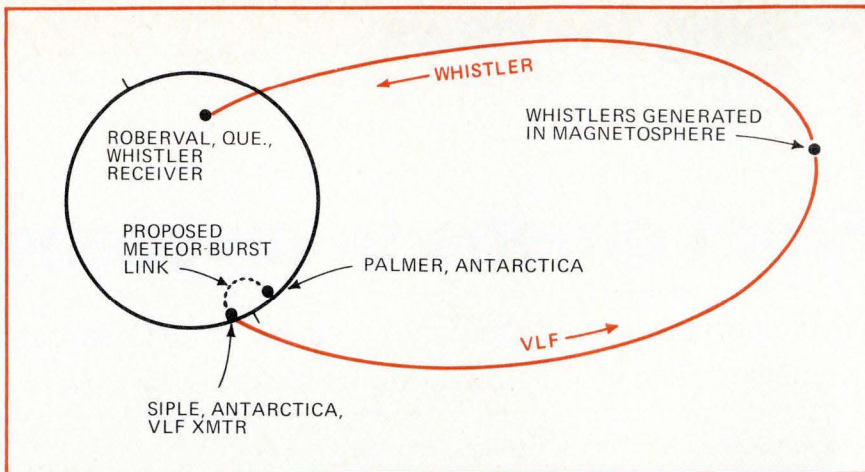 WHISTLER
ROBERVAL, QUE.,
WHISTLER
RECEIVER
WHISTLERS GENERATED
IN MAGNETOSPHERE
PROPOSED
METEOR-BURST
LINK
PALMER, ANTARCTICA
VLF
SIPLE, ANTARCTICA,
VLF XMTR